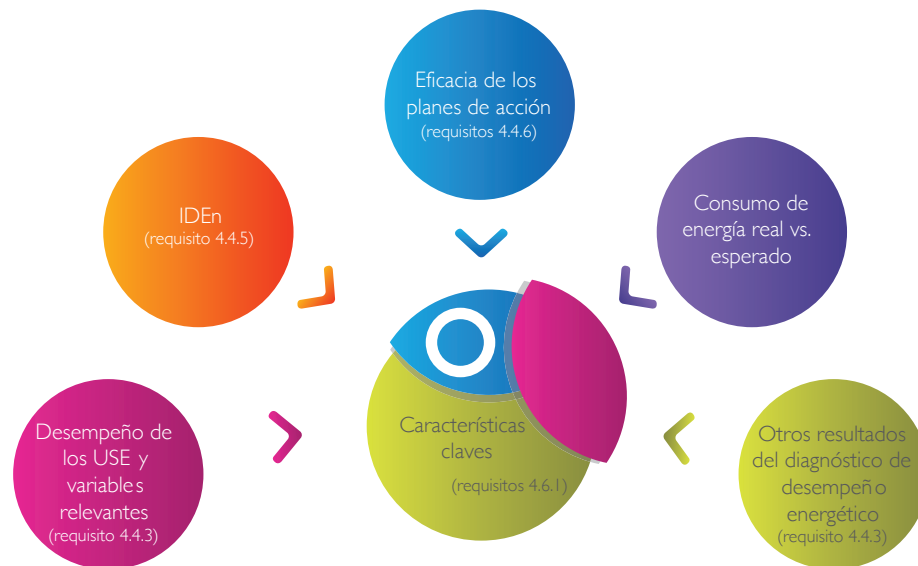 Eficacia de los
planes de acción
(requisitos 4.4.6)
IDEn
(requisito 4.4.5)
Consumo de
energía real vs.
esperado
Desempeño de
los USE y
variables
relevantes
(requisito 4.4.3)
Características
claves
(requisitos 4.6.1)
Otros resultados
del diagnóstico de
desempeño
energético
(requisito 4.4.3)